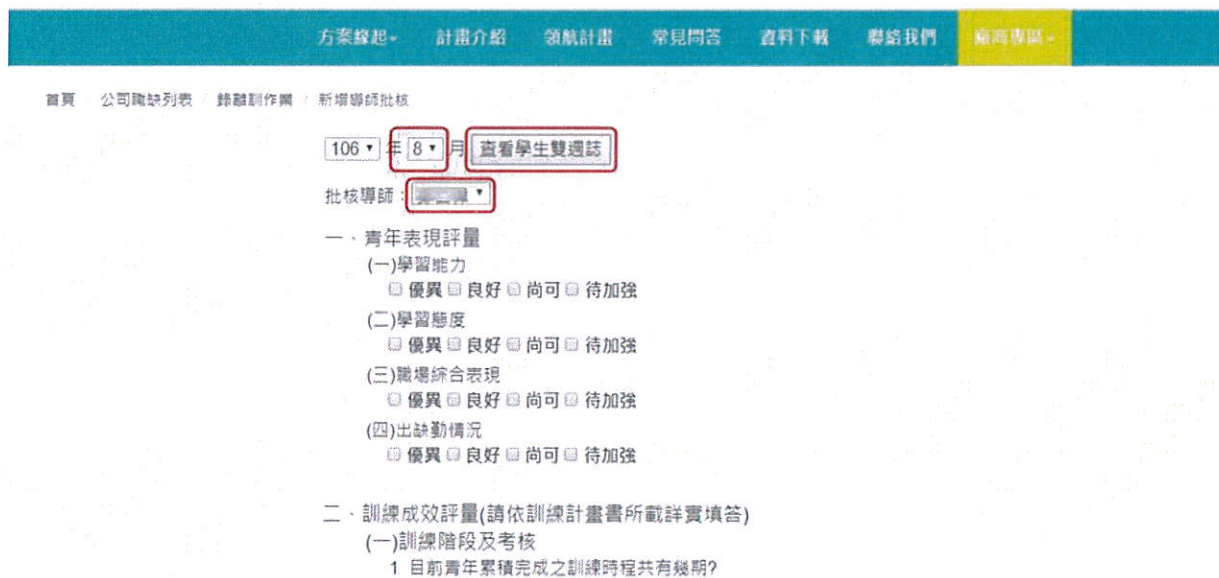 方案緣起 計畫介紹 領航計畫 常見問答 資料下載 聯絡我們 廠商專區
首頁 / 公司職缺列表 / 錄離訓作業 / 新增導師批核
106 年 8 月 查看學生雙週誌
批核導師：
一、青年表現評量
(一)學習能力
優異 良好 尚可 待加強
(二)學習態度
優異 良好 尚可 待加強
(三)職場綜合表現
優異 良好 尚可 待加強
(四)出缺勤情況
優異 良好 尚可 待加強
二、訓練成效評量(請依訓練計畫書所載詳實填答)
(一)訓練階段及考核
1. 目前青年累積完成之訓練時程共有幾期?